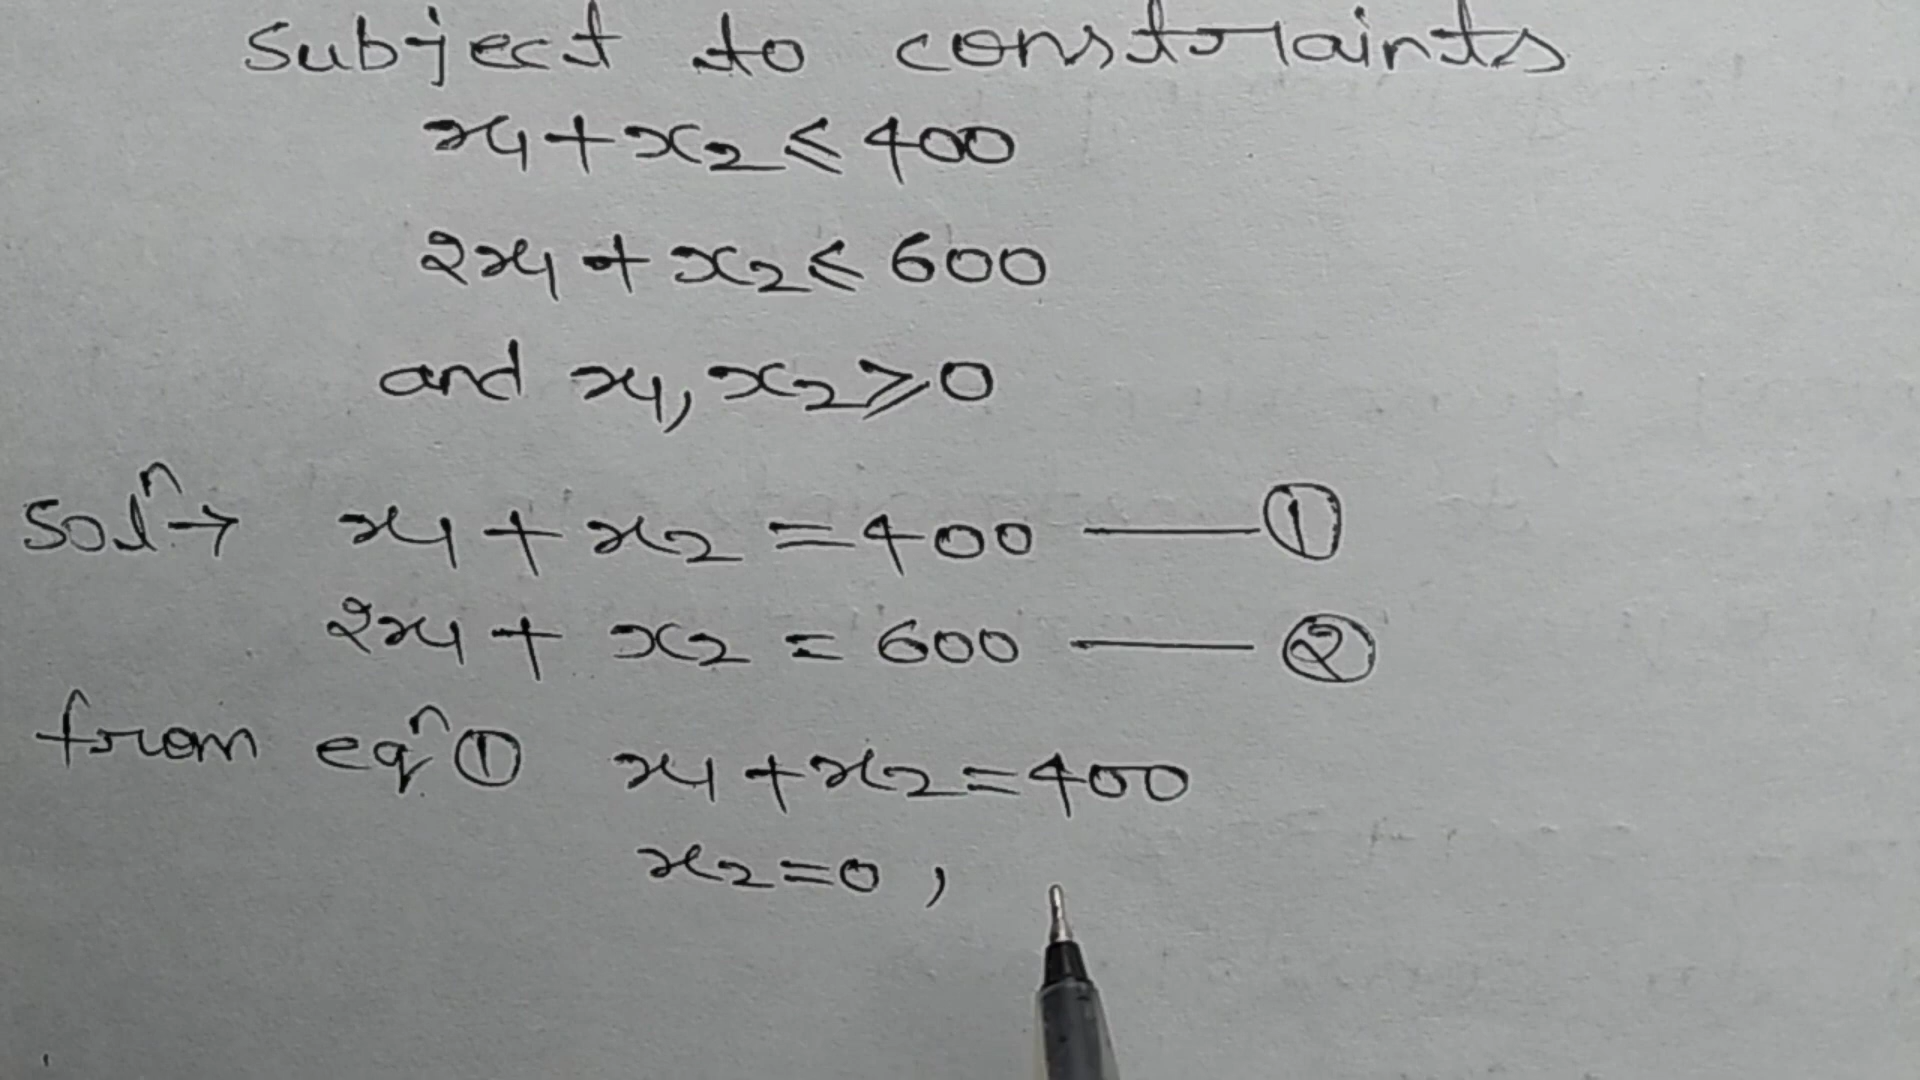 Subject to constraints
x₁ + x₂ ≤ 400
2x₁ + x₂ ≤ 600
and x₁, x₂ ≥ 0
Solⁿ → x₁ + x₂ = 400 —— ①
2x₁ + x₂ = 600 —— ②
from eqⁿ ① x₁ + x₂ = 400
x₂ = 0 ,